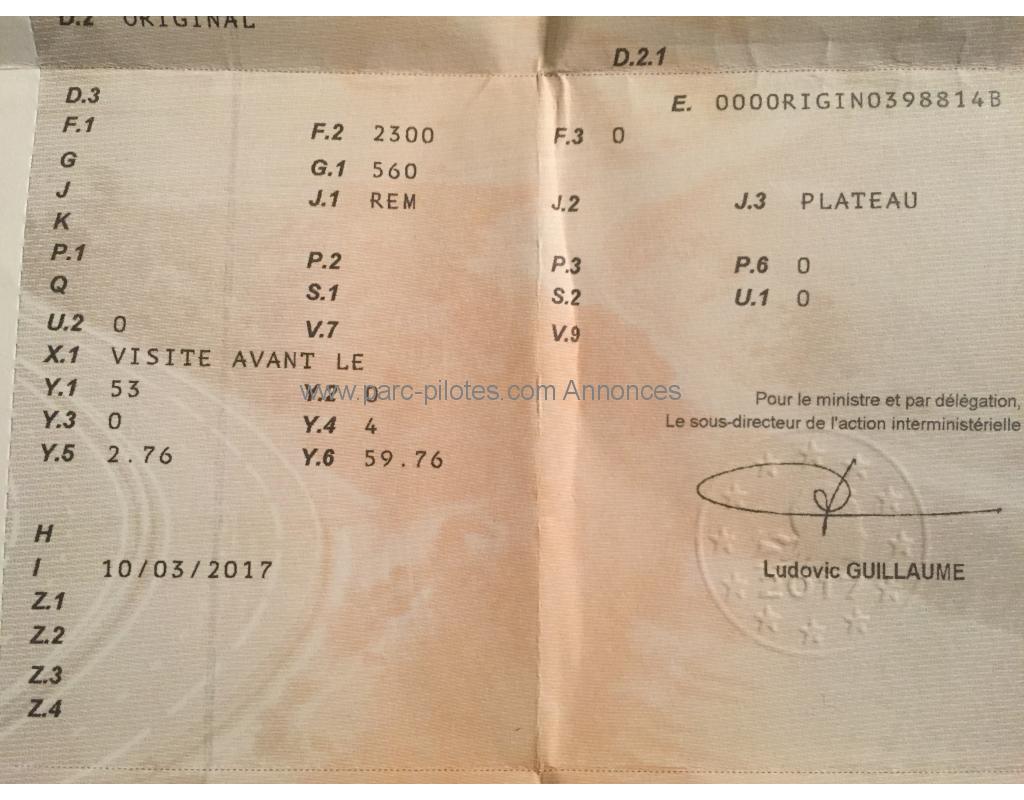 D.2 ORIGINAL
D.2.1
D.3 E. 0000RIGIN0398814B
F.1 F.2 2300 F.3 0
G G.1 560
J J.1 REM J.2 J.3 PLATEAU
K
P.1 P.2 P.3 P.6 0
Q S.1 S.2 U.1 0
U.2 0 V.7 V.9
X.1 VISITE AVANT LE
Y.1 53 Y.2 0
www.parc-pilotes.com Annonces
Pour le ministre et par délégation,
Y.3 0 Y.4 4 Le sous-directeur de l'action interministérielle
Y.5 2.76 Y.6 59.76
H
I 10/03/2017 Ludovic GUILLAUME
2017
Z.1
Z.2
Z.3
Z.4